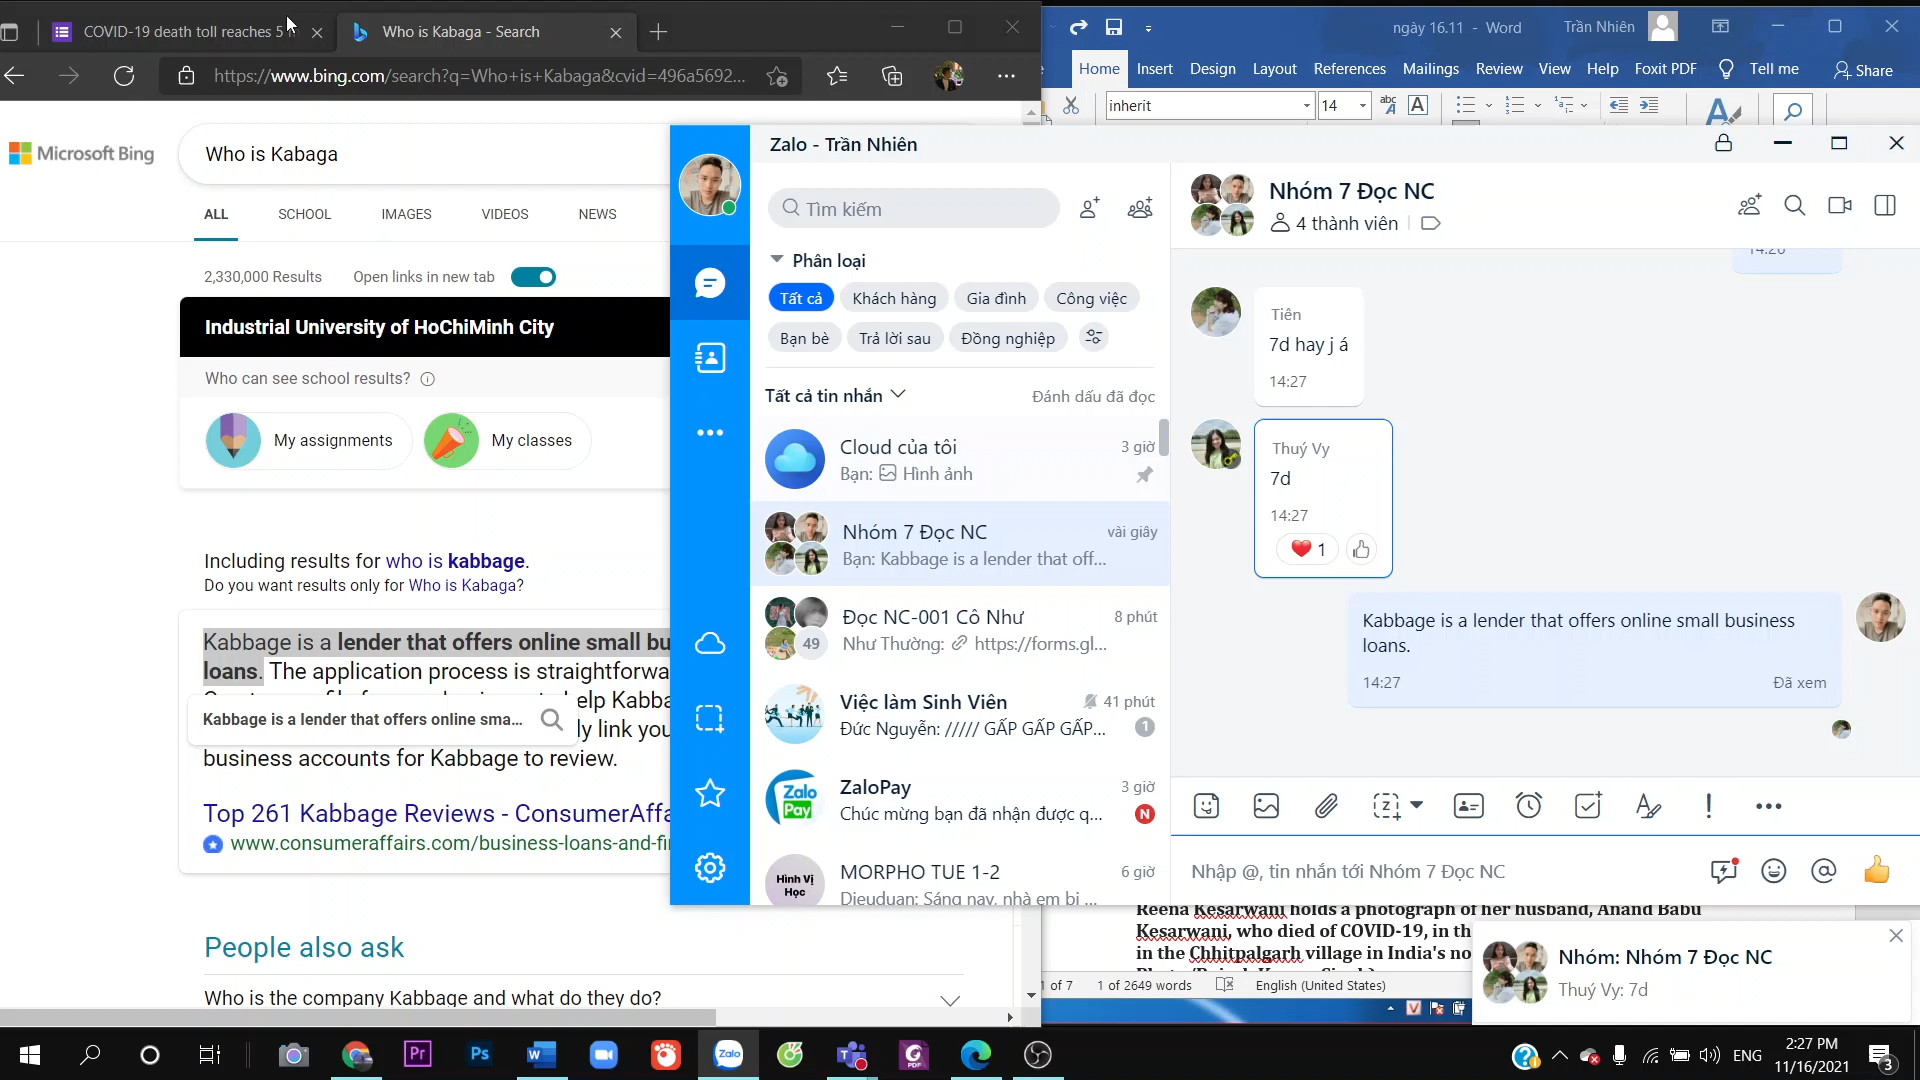 COVID-19 death toll reaches 5
Who is Kabaga - Search
https://www.bing.com/search?q=Who+is+Kabaga&cvid=496a5692...
Microsoft Bing
Who is Kabaga
ALL
SCHOOL
IMAGES
VIDEOS
NEWS
2,330,000 Results
Open links in new tab
Industrial University of HoChiMinh City
Who can see school results?
My assignments
My classes
Including results for who is kabbage.
Do you want results only for Who is Kabaga?
Kabbage is a lender that offers online small bu
loans. The application process is straightforwa
elp Kabba
Kabbage is a lender that offers online sma...
ly link you
business accounts for Kabbage to review.
Top 261 Kabbage Reviews - ConsumerAffa
www.consumeraffairs.com/business-loans-and-fi
People also ask
Who is the company Kabbage and what do they do?
ngày 16.11 - Word
Trần Nhiên
Home
Insert
Design
Layout
References
Mailings
Review
View
Help
Foxit PDF
Tell me
Share
inherit
14
Zalo - Trần Nhiên
Tìm kiếm
Phân loại
Tất cả
Khách hàng
Gia đình
Công việc
Bạn bè
Trả lời sau
Đồng nghiệp
Tất cả tin nhắn
Đánh dấu đã đọc
Cloud của tôi
3 giờ
Bạn: Hình ảnh
Nhóm 7 Đọc NC
vài giây
Bạn: Kabbage is a lender that off...
Đọc NC-001 Cô Như
8 phút
49
Như Thường: https://forms.gl...
Việc làm Sinh Viên
41 phút
Đức Nguyễn: ///// GẤP GẤP GẤP...
1
ZaloPay
3 giờ
Zalo
Pay
Chúc mừng bạn đã nhận được q...
N
MORPHO TUE 1-2
6 giờ
Hình Vị
Học
Dieuduan: Sáng nay, nhà em bị ...
Nhóm 7 Đọc NC
4 thành viên
14:26
Tiên
7d hay j á
14:27
Thuý Vy
7d
14:27
1
Kabbage is a lender that offers online small business
loans.
14:27
Đã xem
Nhập @, tin nhắn tới Nhóm 7 Đọc NC
Reena Kesarwani holds a photograph of her husband, Anand Babu
Kesarwani, who died of COVID-19, in th
in the Chhitpalgarh village in India's no
1 of 7
1 of 2649 words
English (United States)
Nhóm: Nhóm 7 Đọc NC
Thuý Vy: 7d
Pr
Ps
Zalo
PDF
ENG
2:27 PM
11/16/2021
3